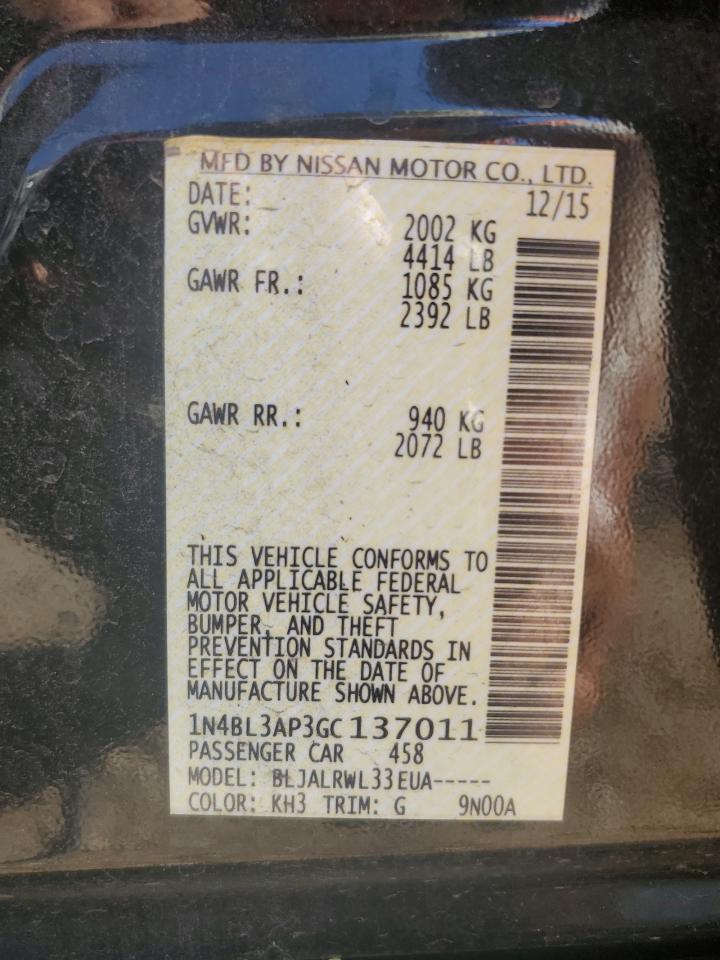 MFD BY NISSAN MOTOR CO., LTD.
DATE: 12/15
GVWR: 2002 KG
4414 LB
GAWR FR.: 1085 KG
2392 LB
GAWR RR.: 940 KG
2072 LB
THIS VEHICLE CONFORMS TO
ALL APPLICABLE FEDERAL
MOTOR VEHICLE SAFETY,
BUMPER, AND THEFT
PREVENTION STANDARDS IN
EFFECT ON THE DATE OF
MANUFACTURE SHOWN ABOVE.
1N4BL3AP3GC137011
PASSENGER CAR 458
MODEL: BLJALRWL33EUA-----
COLOR: KH3 TRIM: G 9N00A